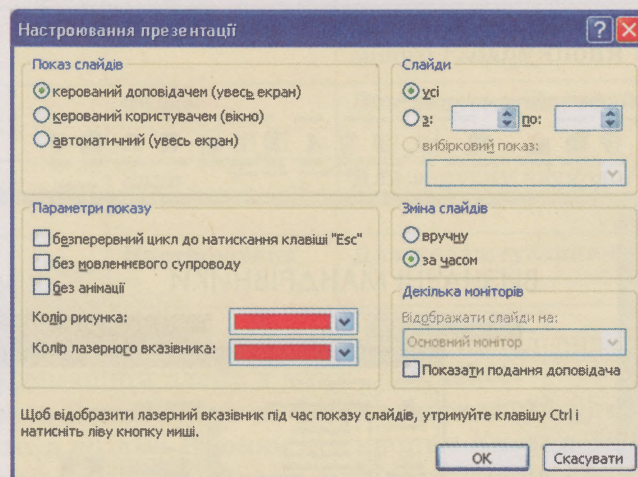 Настроювання презентації
Показ слайдів
керований доповідачем (увесь екран)
керований користувачем (вікно)
автоматичний (увесь екран)
Слайди
усі
з: по:
вибірковий показ:
Параметри показу
безперервний цикл до натискання клавіші "Esc"
без мовленнєвого супроводу
без анімації
Колір рисунка:
Колір лазерного вказівника:
Зміна слайдів
вручну
за часом
Декілька моніторів
Відображати слайди на:
Основний монітор
Показати подання доповідача
Щоб відобразити лазерний вказівник під час показу слайдів, утримуйте клавішу Ctrl і
натисніть ліву кнопку миші.
OK Скасувати